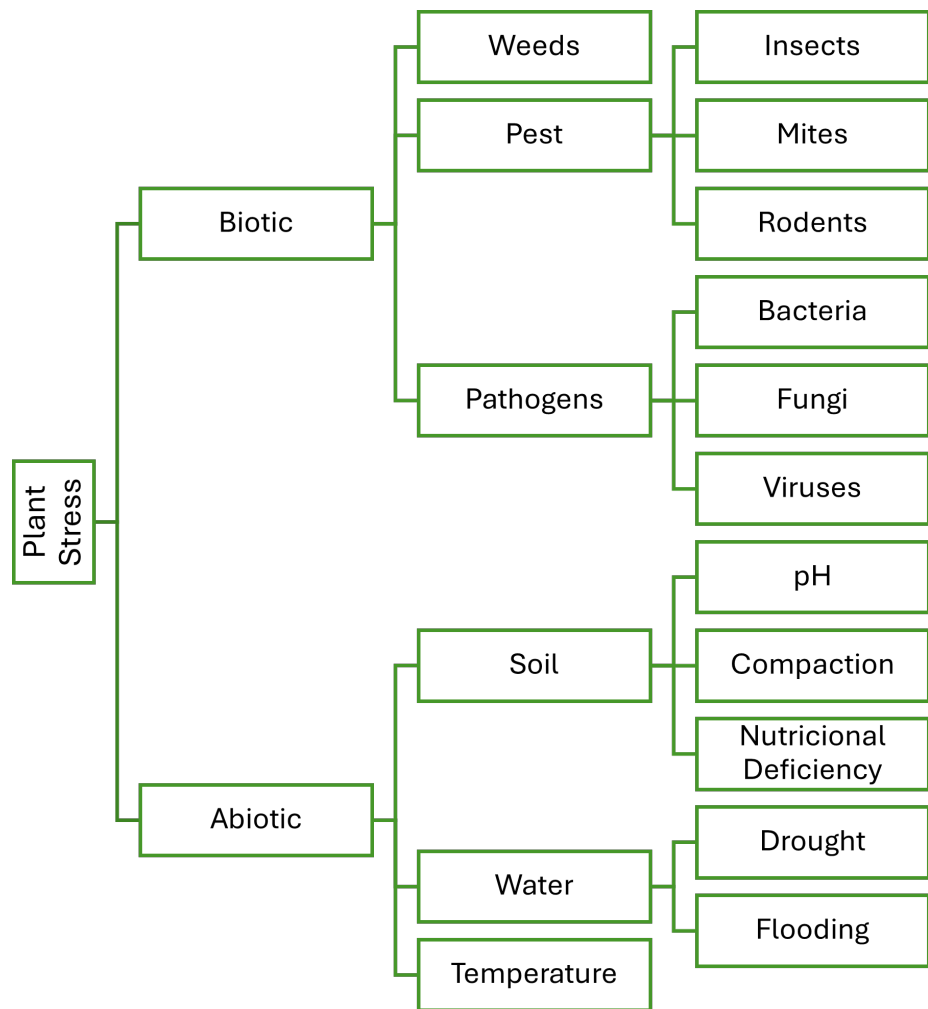 Plant
Stress
Biotic
Weeds
Pest
Insects
Mites
Rodents
Pathogens
Bacteria
Fungi
Viruses
Abiotic
Soil
pH
Compaction
Nutricional
Deficiency
Water
Drought
Flooding
Temperature